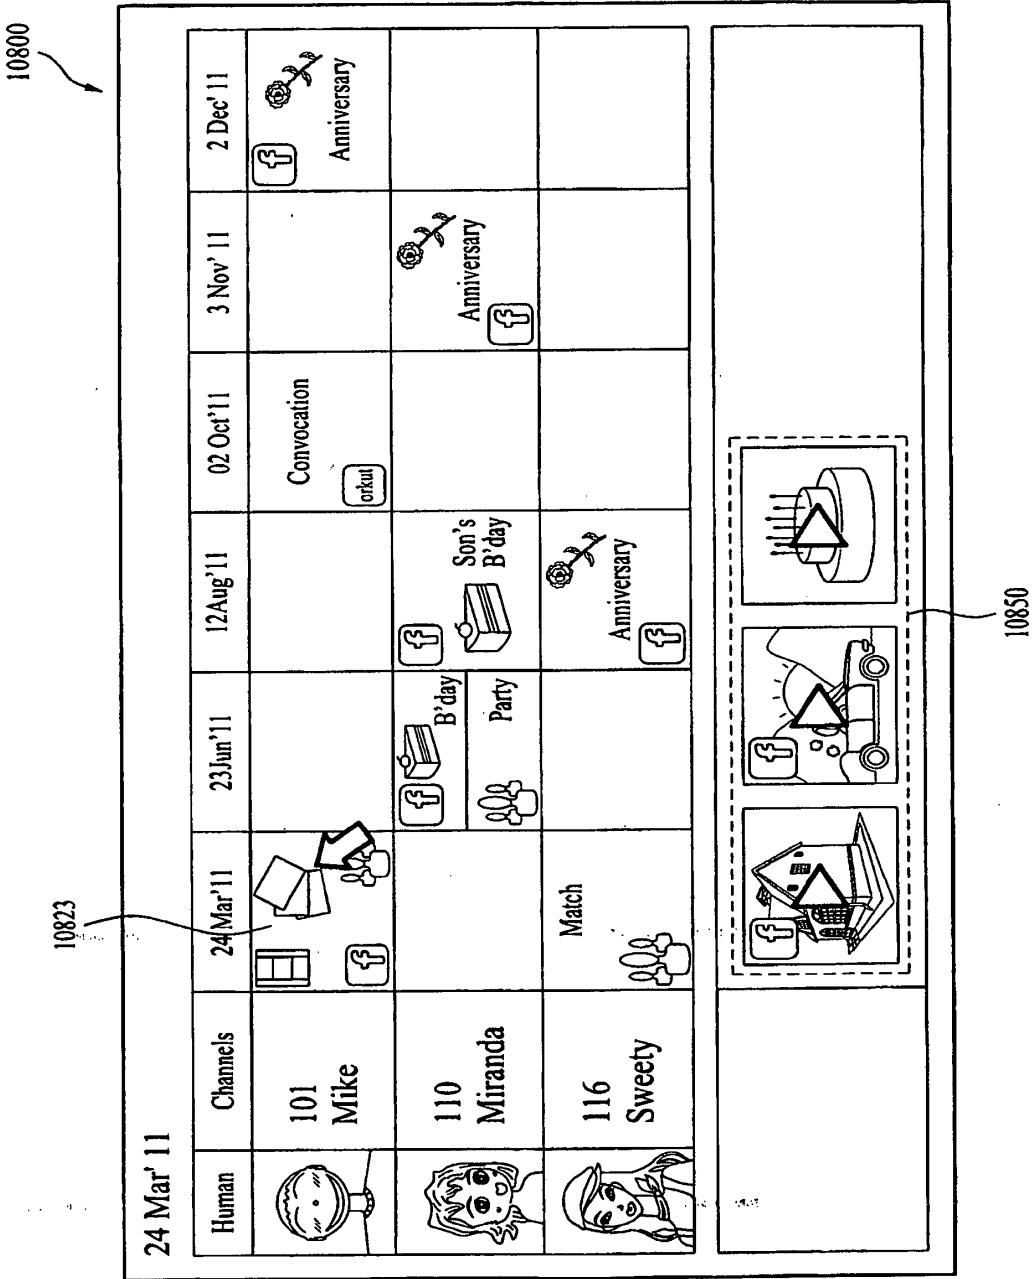 10800
24 Mar' 11
Human
Channels
24Mar'11
23Jun'11
12Aug'11
02 Oct'11
3 Nov' 11
2 Dec' 11
10823
101
Mike
f
Convocation
orkut
f
Anniversary
110
Miranda
f
B'day
Party
f
Son's
B'day
Anniversary
f
116
Sweety
Match
Anniversary
f
f
f
10850